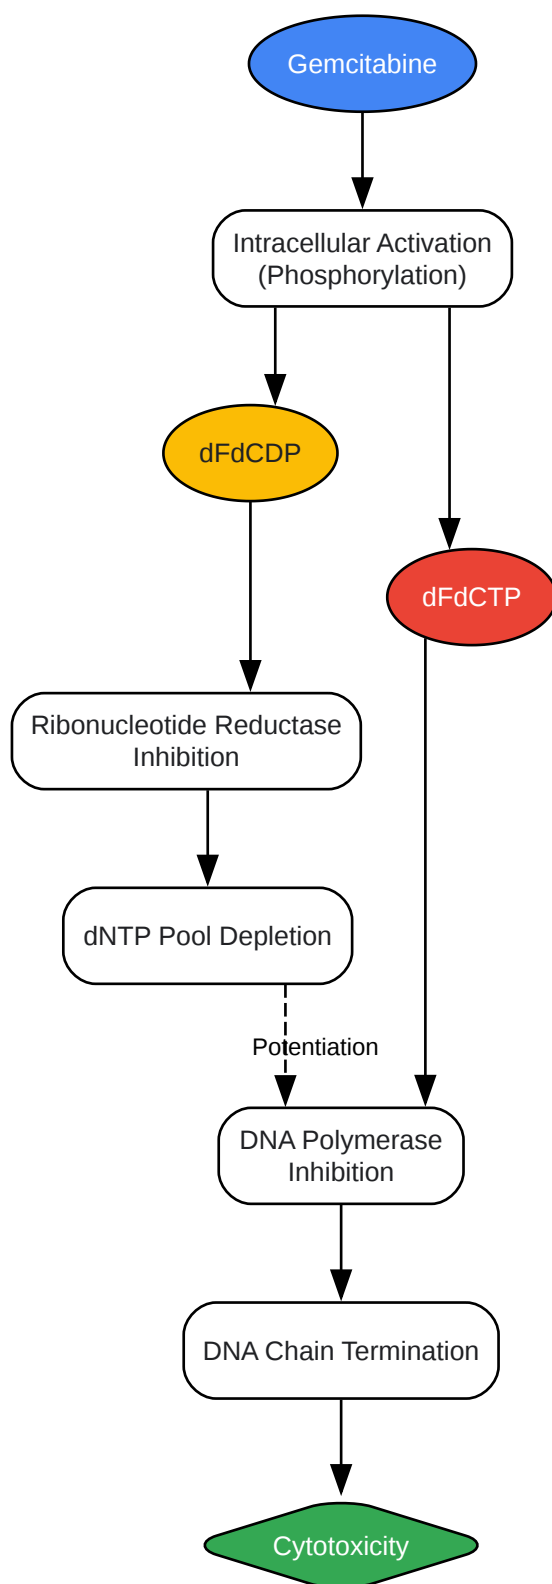 Gemcitabine
Intracellular Activation
(Phosphorylation)
dFdCDP
dFdCTP
Ribonucleotide Reductase
Inhibition
dNTP Pool Depletion
Potentiation
DNA Polymerase
Inhibition
DNA Chain Termination
Cytotoxicity